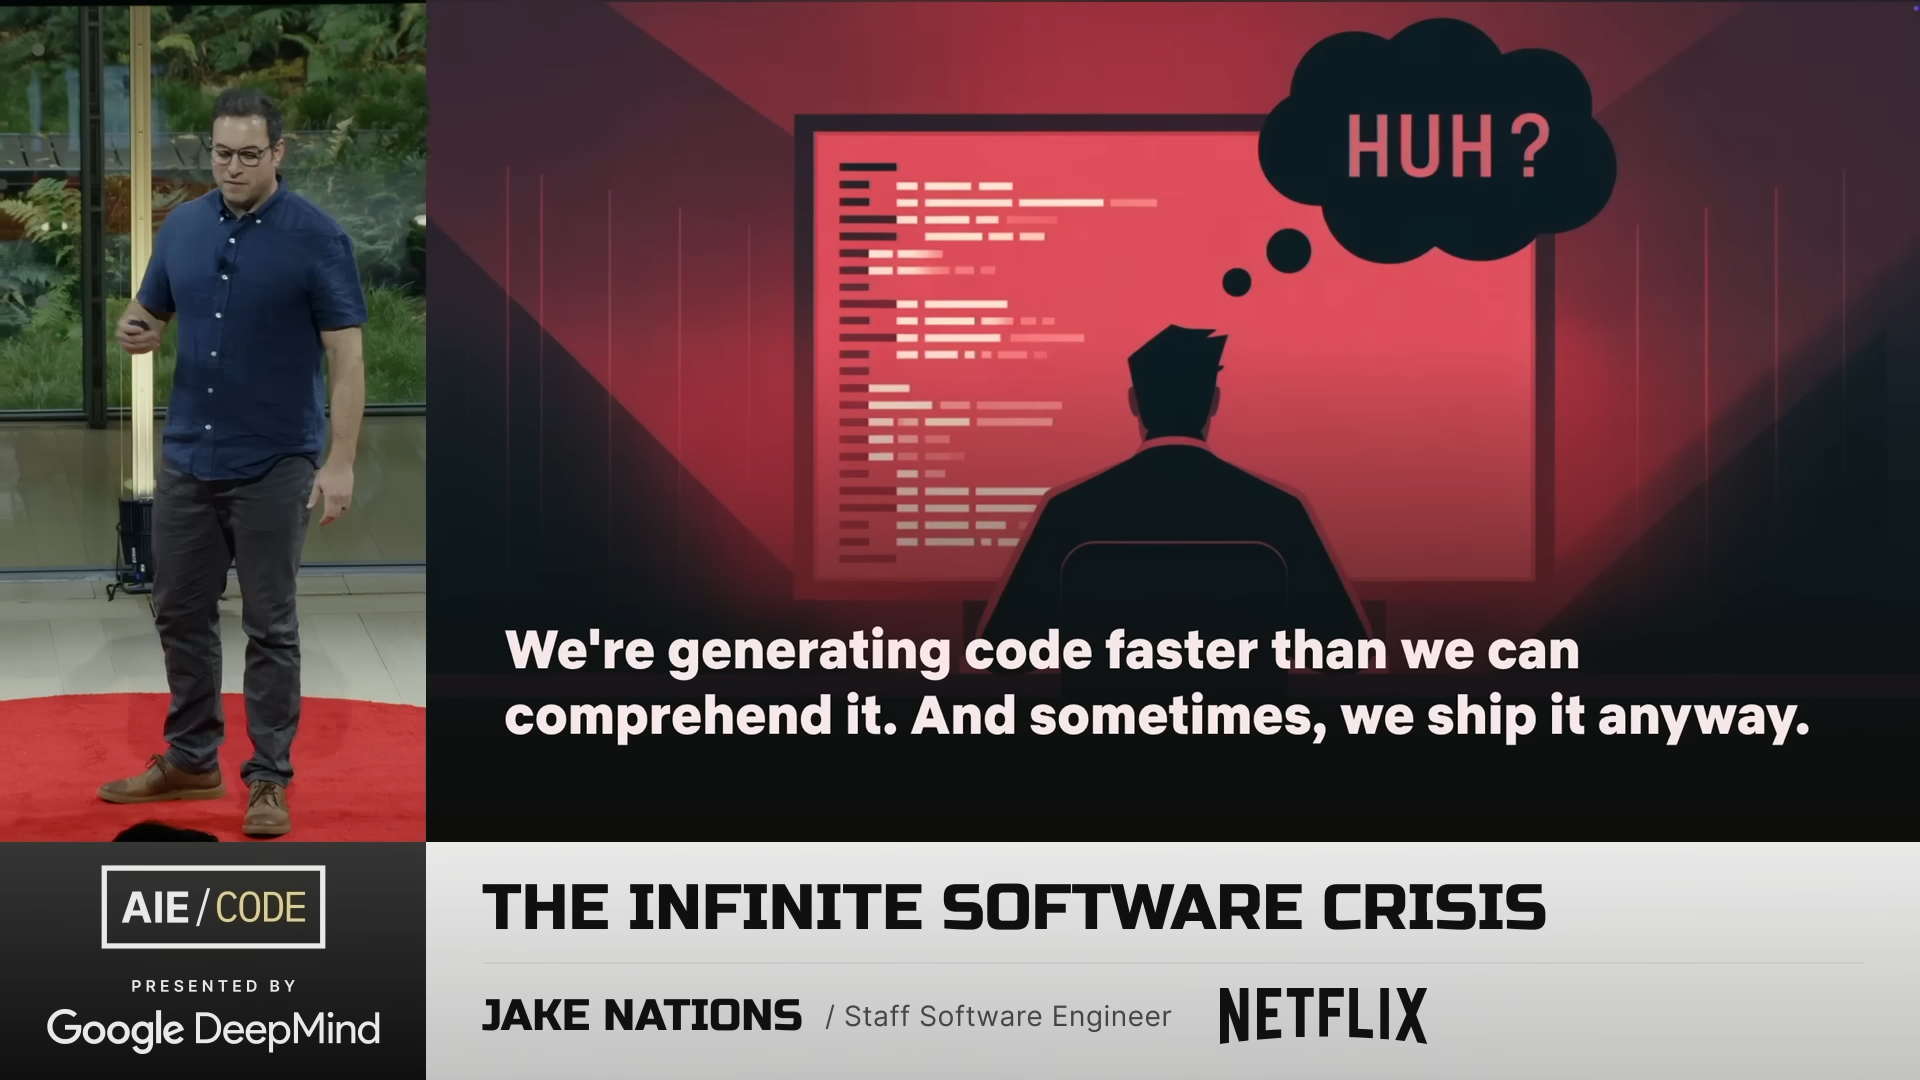 HUH?
We're generating code faster than we can
comprehend it. And sometimes, we ship it anyway.
AIE/CODE
PRESENTED BY
Google DeepMind
THE INFINITE SOFTWARE CRISIS
JAKE NATIONS / Staff Software Engineer NETFLIX